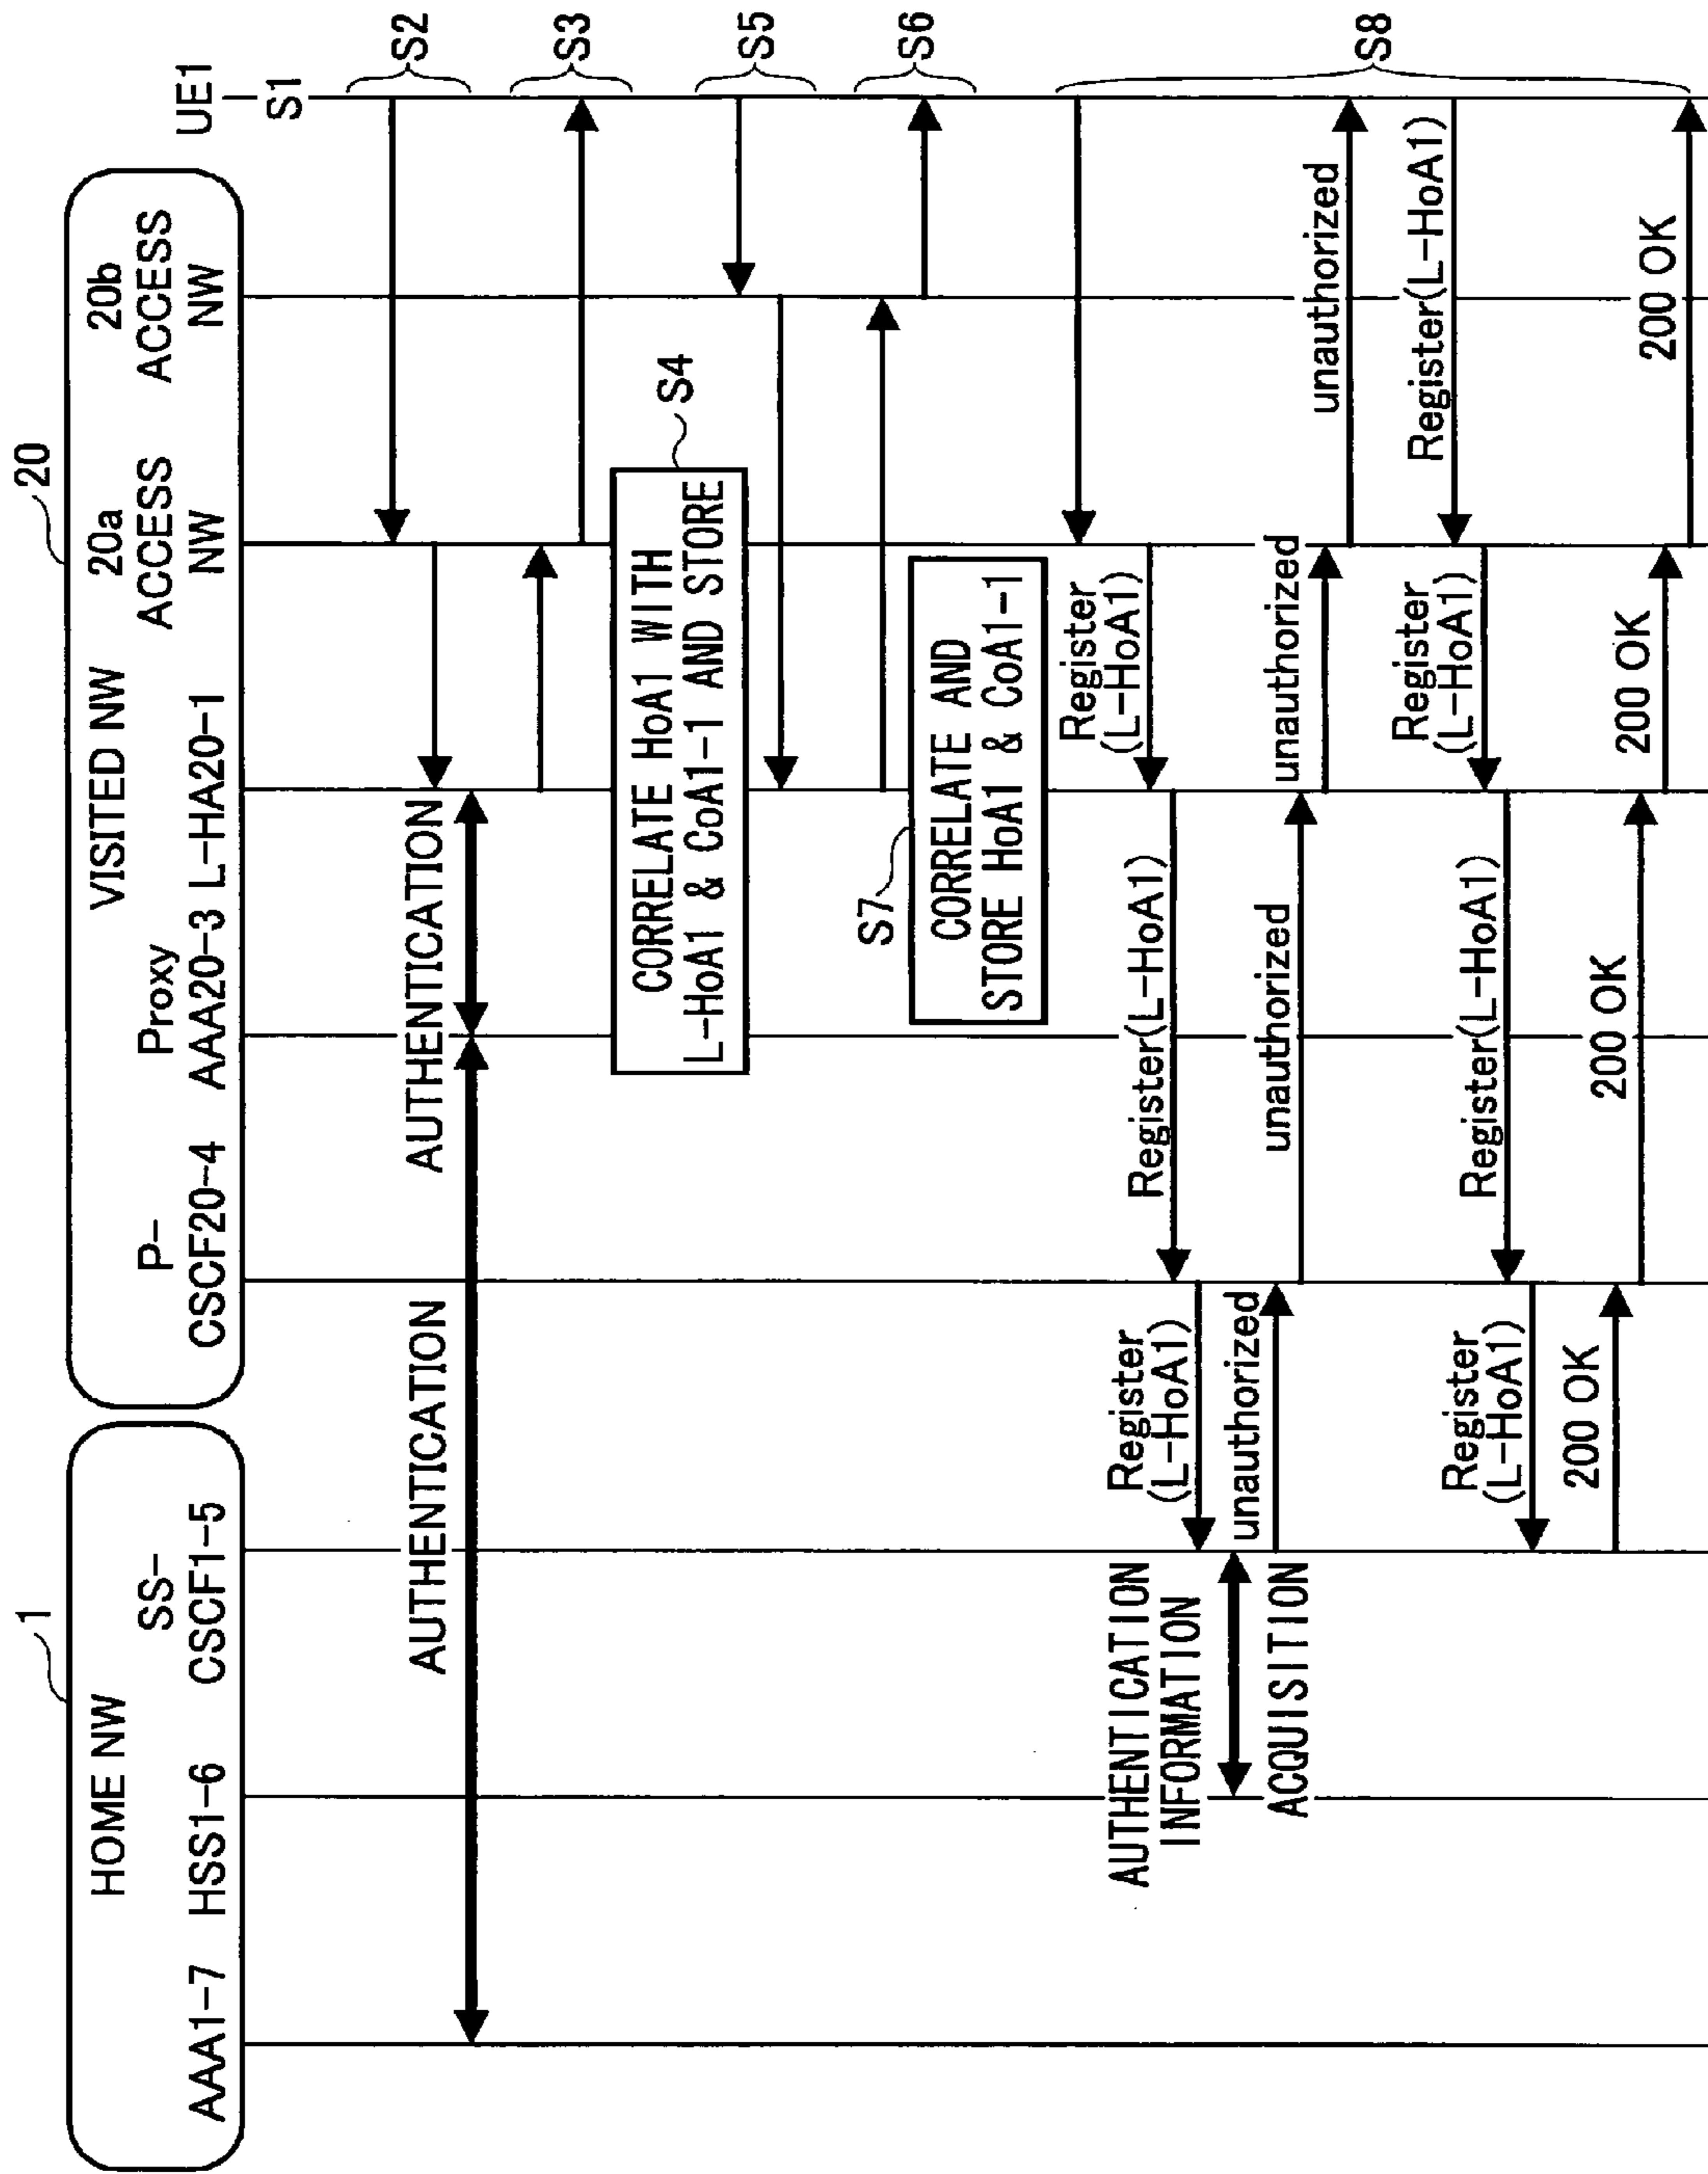 1
HOME NW
AAA1-7
HSS1-6
SS-
CSCF1-5
20
VISITED NW
P-
CSCF20-4
Proxy
AAA20-3
L-HA20-1
20a
ACCESS
NW
20b
ACCESS
NW
UE1
S1
S2
AUTHENTICATION
AUTHENTICATION
S3
CORRELATE HoA1 WITH
L-HoA1 & CoA1-1 AND STORE
S4
S5
S6
S7
CORRELATE AND
STORE HoA1 & CoA1-1
S8
Register
(L-HoA1)
Register(L-HoA1)
Register
(L-HoA1)
AUTHENTICATION
INFORMATION
ACQUISITION
unauthorized
unauthorized
unauthorized
unauthorized
Register(L-HoA1)
Register
(L-HoA1)
Register(L-HoA1)
Register
(L-HoA1)
200 OK
200 OK
200 OK
200 OK